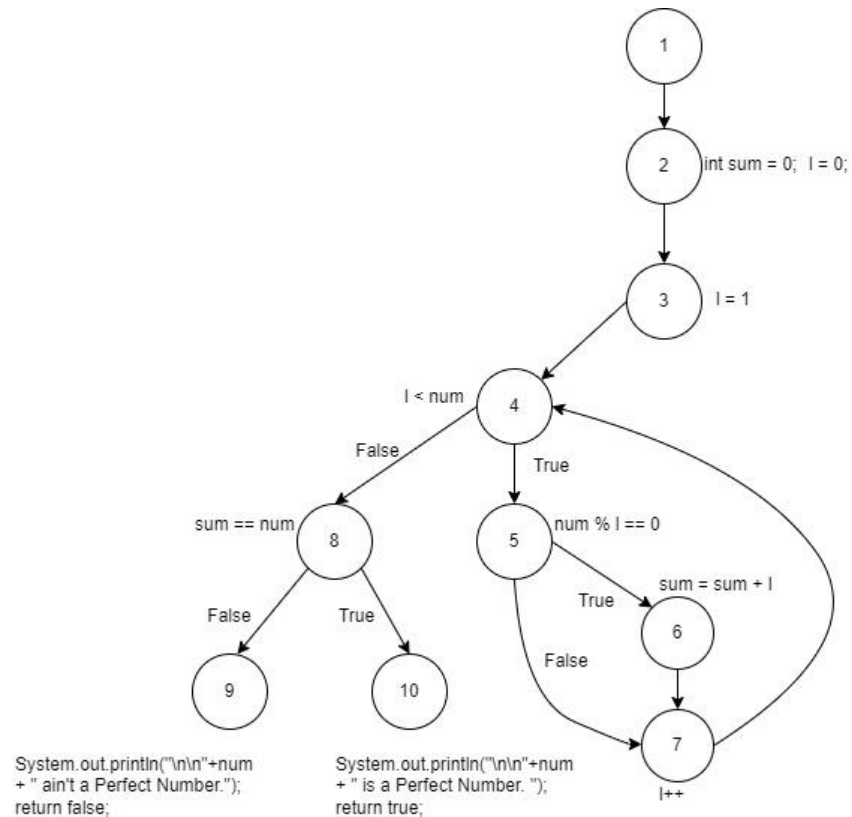 1
2
int sum = 0;  I = 0;
3
I = 1
I < num
4
False
True
sum == num
8
5
num % I == 0
sum = sum + I
False
True
True
6
False
9
10
7
System.out.println("\n\n"+num
+ " ain't a Perfect Number.");
return false;
System.out.println("\n\n"+num
+ " is a Perfect Number. ");
return true;
I++